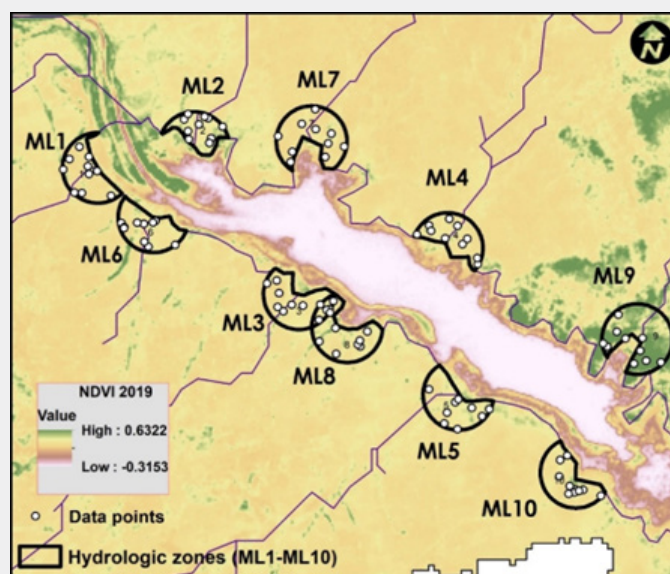 N
ML2
ML7
ML1
ML4
ML6
ML9
ML3
ML8
ML5
ML10
NDVI 2019
Value
High : 0.6322
Low : -0.3153
Data points
Hydrologic zones (ML1-ML10)